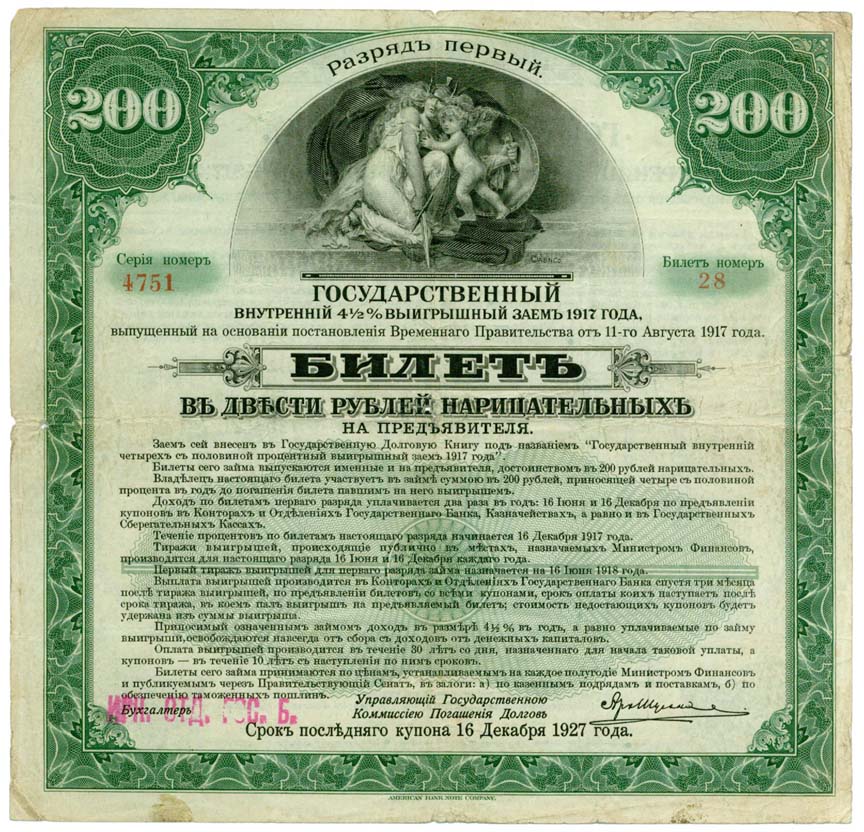 Разрядъ первый.
200 200
Серія номеръ
4751
Билетъ номеръ
28
ГОСУДАРСТВЕННЫЙ
ВНУТРЕННІЙ 4½% ВЫИГРЫШНЫЙ ЗАЕМЪ 1917 ГОДА,
выпущенный на основаніи постановленія Временнаго Правительства отъ 11-го Августа 1917 года.
БИЛЕТЪ
ВЪ ДВѢСТИ РУБЛЕЙ НАРИЦАТЕЛЬНЫХЪ
НА ПРЕДЪЯВИТЕЛЯ.
Заемъ сей внесенъ въ Государственную Долговую Книгу подъ названіемъ "Государственный внутренній
четырехъ съ половиной процентный выигрышный заемъ 1917 года".
Билеты сего займа выпускаются именные и на предъявителя, достоинствомъ въ 200 рублей нарицательныхъ.
Владѣлецъ настоящаго билета участвуетъ въ займѣ суммою въ 200 рублей, приносящей четыре съ половиной
процента въ годъ до погашенія билета павшимъ на него выигрышемъ.
Доходъ по билетамъ перваго разряда уплачивается два раза въ годъ: 16 Іюня и 16 Декабря по предъявленіи
купоновъ въ Конторахъ и Отдѣленіяхъ Государственнаго Банка, Казначействахъ, а равно и въ Государственныхъ
Сберегательныхъ Кассахъ.
Теченіе процентовъ по билетамъ настоящаго разряда начинается 16 Декабря 1917 года.
Тиражи выигрышей, происходящіе публично въ мѣстахъ, назначаемыхъ Министромъ Финансовъ,
производятся для настоящаго разряда 16 Іюня и 16 Декабря каждаго года.
Первый тиражъ выигрышей для перваго разряда займа назначается на 16 Іюня 1918 года.
Выплата выигрышей производится въ Конторахъ и Отдѣленіяхъ Государственнаго Банка спустя три мѣсяца
послѣ тиража выигрышей, по предъявленіи билетовъ со всѣми купонами, срокъ оплаты коихъ наступаетъ послѣ
срока тиража, въ коемъ палъ выигрышъ на предъявляемый билетъ; стоимость недостающихъ купоновъ будетъ
удержана изъ суммы выигрыша.
Приносимый означеннымъ займомъ доходъ въ размѣрѣ 4½% въ годъ, а равно уплачиваемые по займу
выигрыши, освобождаются навсегда отъ сбора съ доходовъ отъ денежныхъ капиталовъ.
Оплата выигрышей производится въ теченіе 30 лѣтъ со дня, назначеннаго для начала таковой уплаты, а
купоновъ — въ теченіе 10 лѣтъ съ наступленія по нимъ сроковъ.
Билеты сего займа принимаются по цѣнамъ, устанавливаемымъ на каждое полугодіе Министромъ Финансовъ
и публикуемымъ черезъ Правительствующій Сенатъ, въ залоги: а) по казеннымъ подрядамъ и поставкамъ, б) по
обезпеченію таможенныхъ пошлинъ.
ИРК. ОТД. ГОС. Б.
Бухгалтеръ
Управляющій Государственною
Коммиссіею Погашенія Долговъ
Срокъ послѣдняго купона 16 Декабря 1927 года.
AMERICAN BANK NOTE COMPANY.